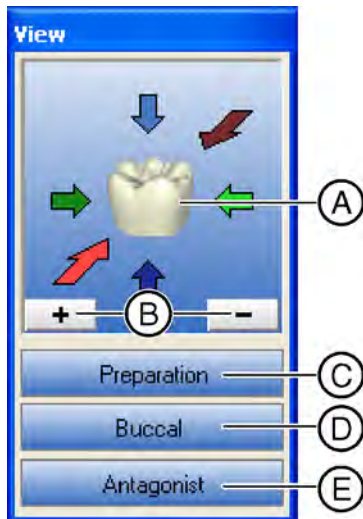 View
A
+ B -
Preparation C
Buccal D
Antagonist E